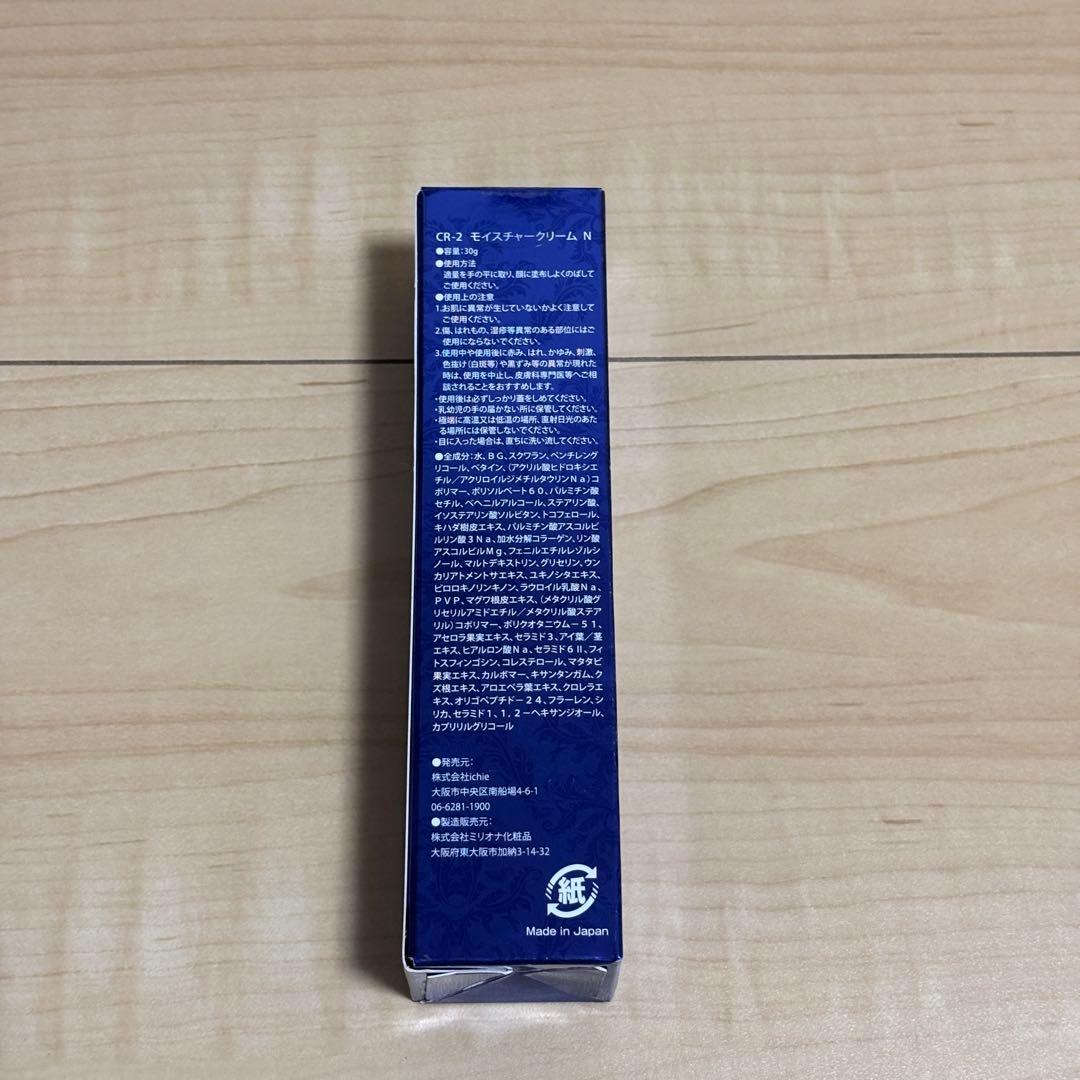 CR-2 モイスチャークリーム N
●容量:30g
●使用方法
適量を手の平に取り、顔に塗布しよくのばして
ご使用ください。
●使用上の注意
1.お肌に異常が生じていないかよく注意して
ご使用ください。
2.傷、はれもの、湿疹等異常のある部位にはご
使用にならないでください。
3.使用中や使用後に赤み、はれ、かゆみ、刺激、
色抜け(白斑等)や黒ずみ等の異常が現れた
時は、使用を中止し、皮膚科専門医等へご相
談されることをおすすめします。
・使用後は必ずしっかり蓋をしめてください。
・乳幼児の手の届かない所に保管してください。
・極端に高温又は低温の場所、直射日光のあた
る場所には保管しないでください。
・目に入った場合は、直ちに洗い流してください。
●全成分:水、BG、スクワラン、ペンチレング
リコール、ベタイン、(アクリル酸ヒドロキシエ
チル/アクリロイルジメチルタウリンNa)コ
ポリマー、ポリソルベート60、パルミチン酸
セチル、ベヘニルアルコール、ステアリン酸、
イソステアリン酸ソルビタン、トコフェロール、
キハダ樹皮エキス、パルミチン酸アスコルビ
ルリン酸3Na、加水分解コラーゲン、リン酸
アスコルビルMg、フェニルエチルレゾルシ
ノール、マルトデキストリン、グリセリン、ウン
カリアトメントサエキス、ユキノシタエキス、
ピロロキノリンキノン、ラウロイル乳酸Na、
PVP、マグワ根皮エキス、(メタクリル酸グ
リセリルアミドエチル/メタクリル酸ステア
リル)コポリマー、ポリクオタニウム－51、
アセロラ果実エキス、セラミド3、アイ葉/茎
エキス、ヒアルロン酸Na、セラミド6II、フィ
トスフィンゴシン、コレステロール、マタタビ
果実エキス、カルボマー、キサンタンガム、ク
ズ根エキス、アロエベラ葉エキス、クロレラエ
キス、オリゴペプチド－24、フラーレン、シ
リカ、セラミド1、1,2－ヘキサンジオール、
カプリリルグリコール
●発売元:
株式会社ichie
大阪市中央区南船場4-6-1
06-6281-1900
●製造販売元:
株式会社ミリオナ化粧品
大阪府東大阪市加納3-14-32
紙
Made in Japan